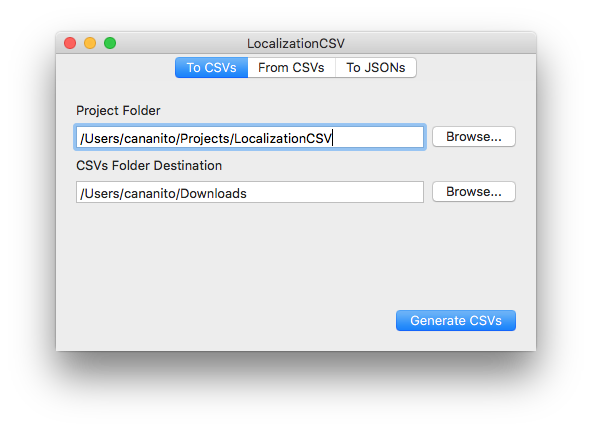 LocalizationCSV
To CSVs From CSVs To JSONs
Project Folder
/Users/cananito/Projects/LocalizationCSV Browse...
CSVs Folder Destination
/Users/cananito/Downloads Browse...
Generate CSVs